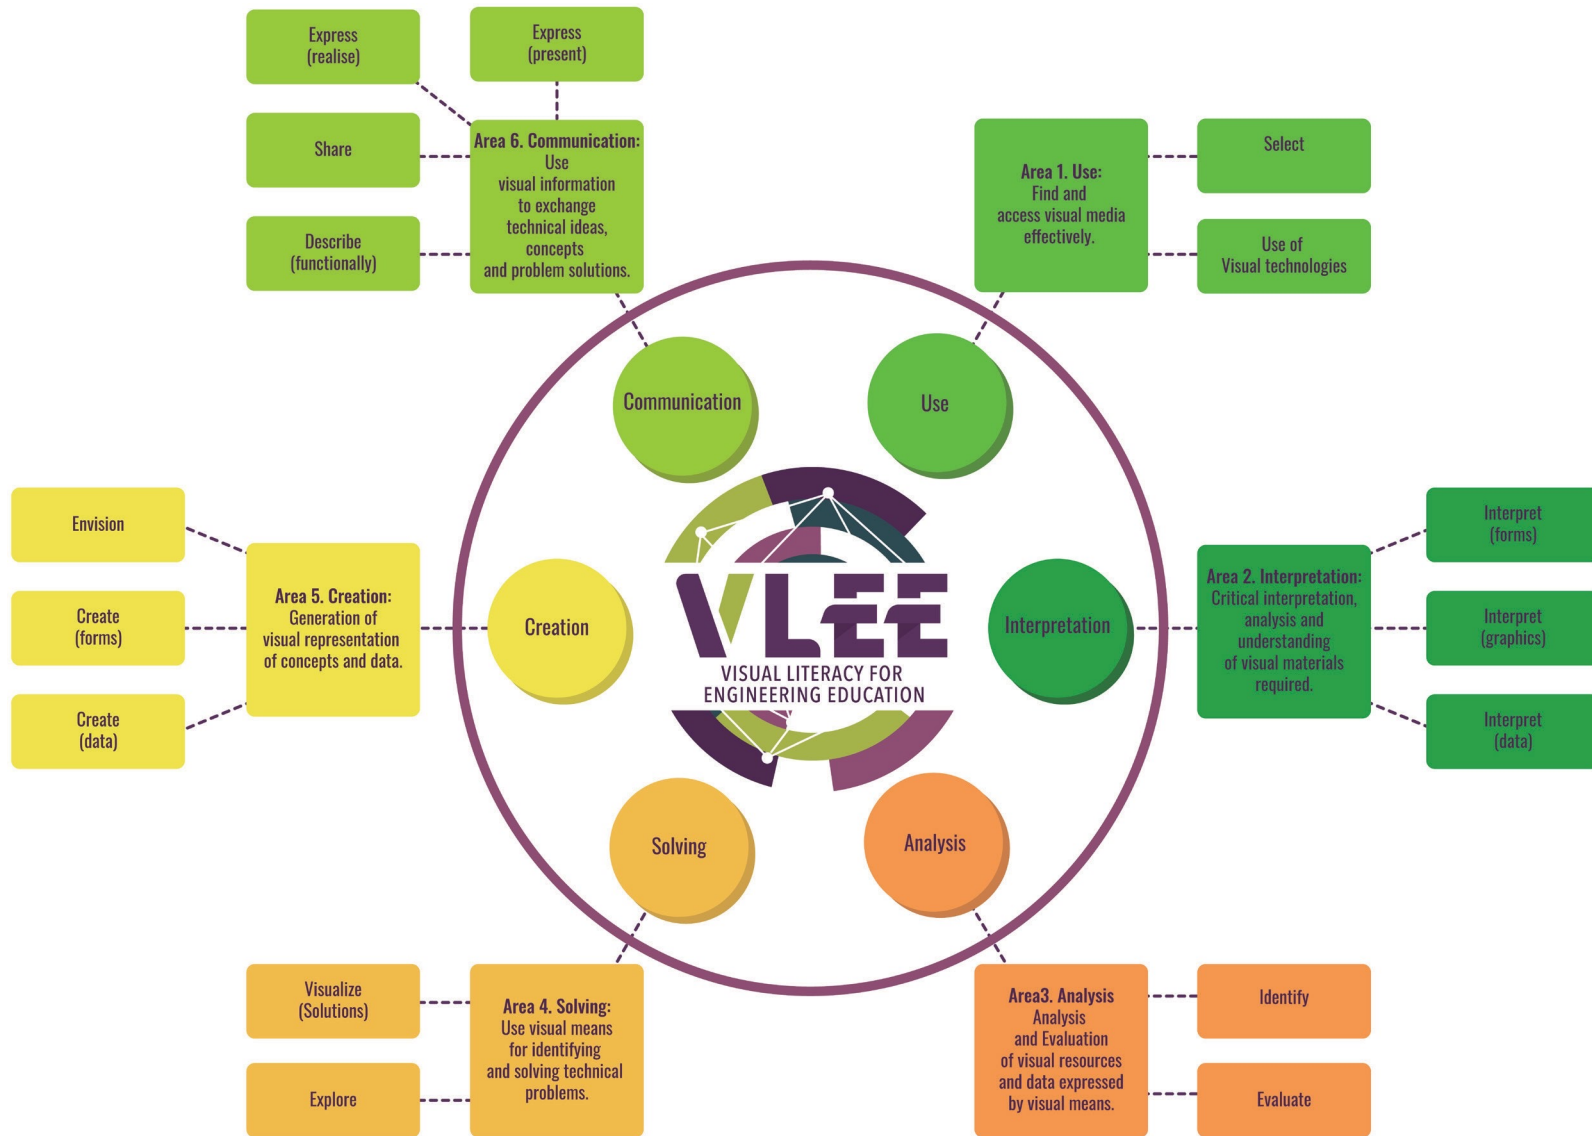 Express
(realise)
Express
(present)
Share
Describe
(functionally)
Area 6. Communication:
Use
visual information
to exchange
technical ideas,
concepts
and problem solutions.
Area 1. Use:
Find and
access visual media
effectively.
Select
Use of
Visual technologies
Communication
Use
Envision
Create
(forms)
Create
(data)
Area 5. Creation:
Generation of
visual representation
of concepts and data.
Creation
VLEE
VISUAL LITERACY FOR
ENGINEERING EDUCATION
Interpretation
Area 2. Interpretation:
Critical interpretation,
analysis and
understanding
of visual materials
required.
Interpret
(forms)
Interpret
(graphics)
Interpret
(data)
Solving
Analysis
Visualize
(Solutions)
Explore
Area 4. Solving:
Use visual means
for identifying
and solving technical
problems.
Area3. Analysis
Analysis
and Evaluation
of visual resources
and data expressed
by visual means.
Identify
Evaluate